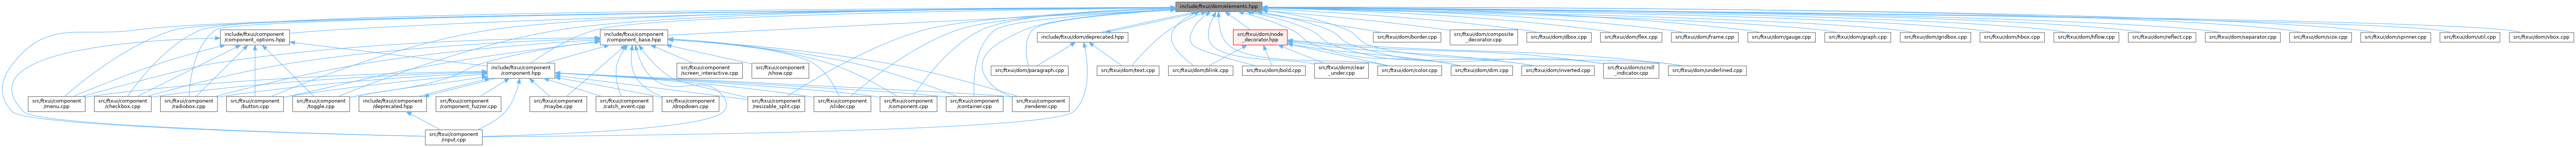 include/ftxui/dom/elements.hpp
include/ftxui/component
/component_options.hpp
include/ftxui/component
/component_base.hpp
include/ftxui/dom/deprecated.hpp
src/ftxui/dom/node
_decorator.hpp
src/ftxui/dom/border.cpp
src/ftxui/dom/composite
_decorator.cpp
src/ftxui/dom/dbox.cpp
src/ftxui/dom/flex.cpp
src/ftxui/dom/frame.cpp
src/ftxui/dom/gauge.cpp
src/ftxui/dom/graph.cpp
src/ftxui/dom/gridbox.cpp
src/ftxui/dom/hbox.cpp
src/ftxui/dom/hflow.cpp
src/ftxui/dom/reflect.cpp
src/ftxui/dom/separator.cpp
src/ftxui/dom/size.cpp
src/ftxui/dom/spinner.cpp
src/ftxui/dom/util.cpp
src/ftxui/dom/vbox.cpp
include/ftxui/component
/component.hpp
src/ftxui/component
/screen_interactive.cpp
src/ftxui/component
/show.cpp
src/ftxui/dom/paragraph.cpp
src/ftxui/dom/text.cpp
src/ftxui/dom/blink.cpp
src/ftxui/dom/bold.cpp
src/ftxui/dom/clear
_under.cpp
src/ftxui/dom/color.cpp
src/ftxui/dom/dim.cpp
src/ftxui/dom/inverted.cpp
src/ftxui/dom/scroll
_indicator.cpp
src/ftxui/dom/underlined.cpp
src/ftxui/component
/menu.cpp
src/ftxui/component
/checkbox.cpp
src/ftxui/component
/radiobox.cpp
src/ftxui/component
/button.cpp
src/ftxui/component
/toggle.cpp
include/ftxui/component
/deprecated.hpp
src/ftxui/component
/component_fuzzer.cpp
src/ftxui/component
/maybe.cpp
src/ftxui/component
/catch_event.cpp
src/ftxui/component
/dropdown.cpp
src/ftxui/component
/resizable_split.cpp
src/ftxui/component
/slider.cpp
src/ftxui/component
/component.cpp
src/ftxui/component
/container.cpp
src/ftxui/component
/renderer.cpp
src/ftxui/component
/input.cpp